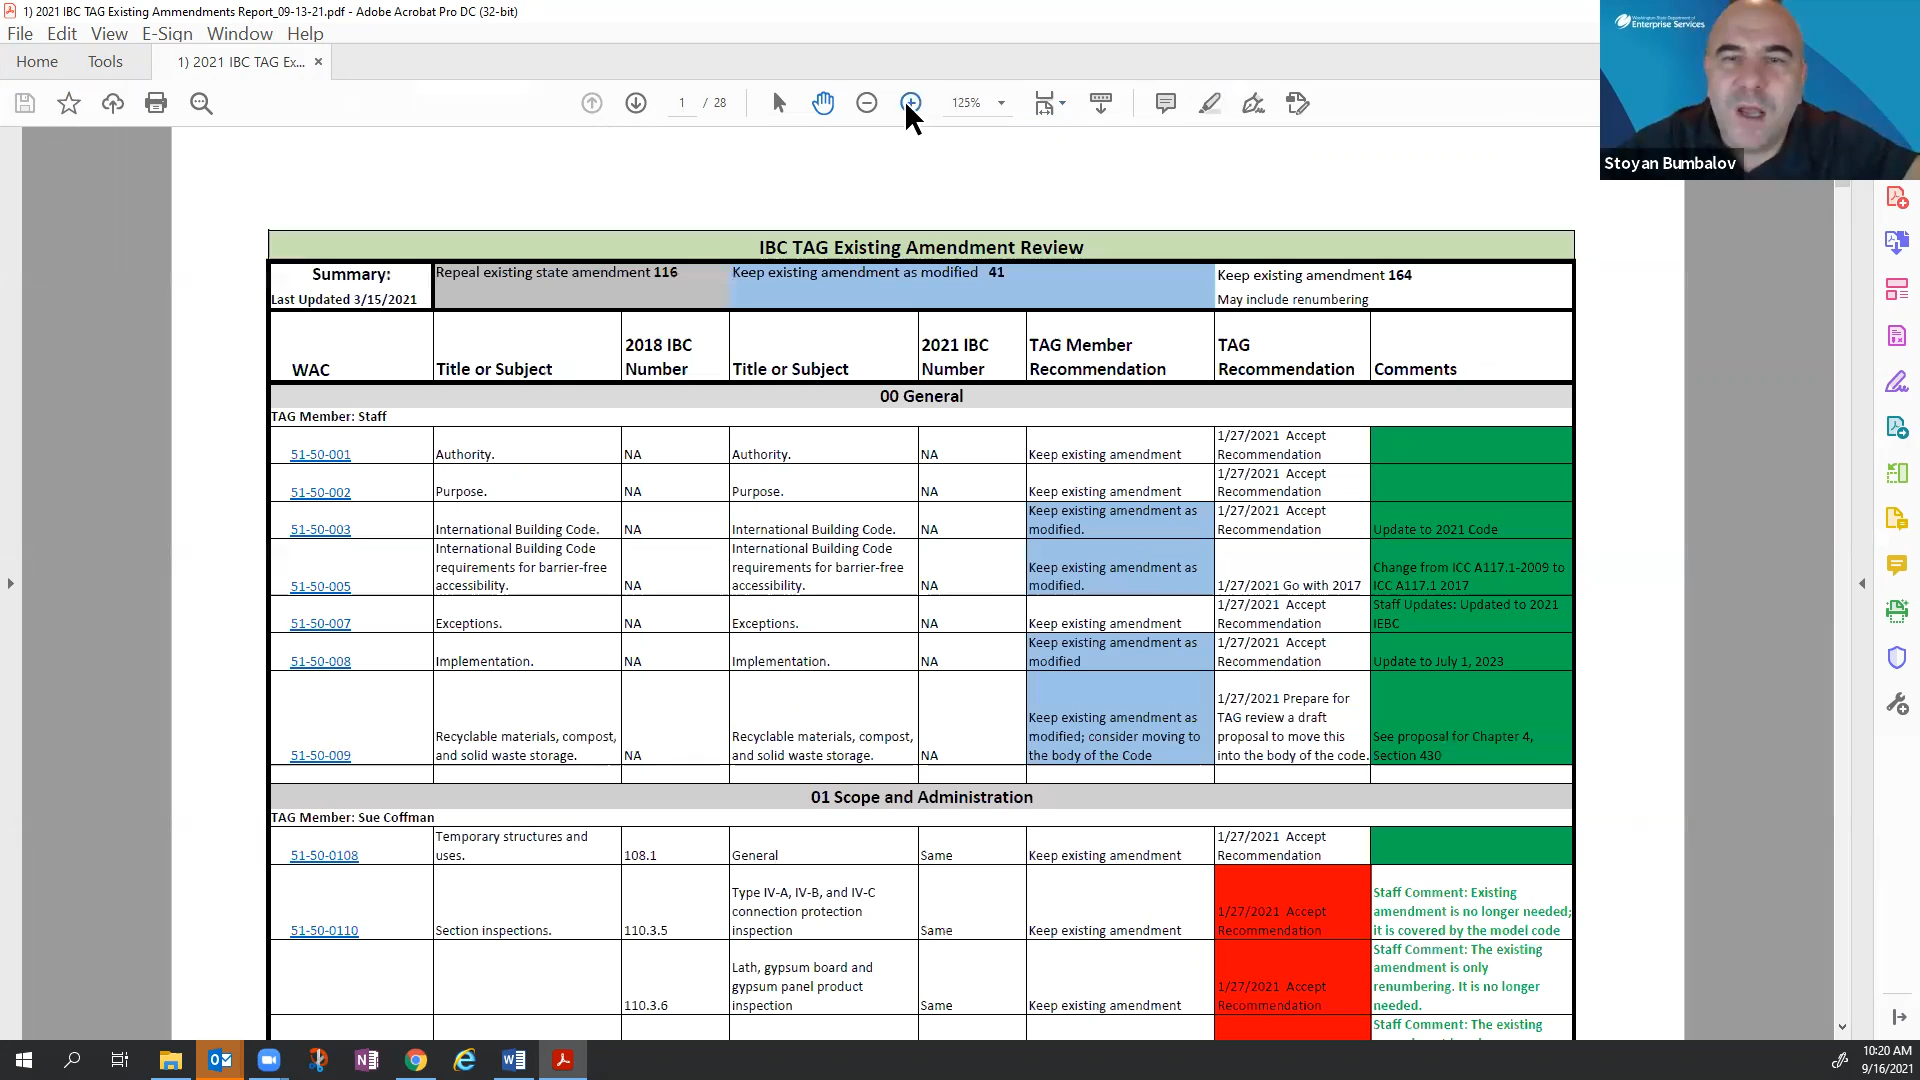 1) 2021 IBC TAG Existing Ammendments Report_09-13-21.pdf - Adobe Acrobat Pro DC (32-bit)
File Edit View E-Sign Window Help
Home Tools 1) 2021 IBC TAG Ex... ×
1 / 28 125%
Washington State Department of
Enterprise Services
Stoyan Bumbalov
IBC TAG Existing Amendment Review
Summary:
Last Updated 3/15/2021
Repeal existing state amendment 116
Keep existing amendment as modified 41
Keep existing amendment 164
May include renumbering
WAC
Title or Subject
2018 IBC
Number
Title or Subject
2021 IBC
Number
TAG Member
Recommendation
TAG
Recommendation
Comments
00 General
TAG Member: Staff
51-50-001
Authority.
NA
Authority.
NA
Keep existing amendment
1/27/2021 Accept
Recommendation
51-50-002
Purpose.
NA
Purpose.
NA
Keep existing amendment
1/27/2021 Accept
Recommendation
51-50-003
International Building Code.
NA
International Building Code.
NA
Keep existing amendment as
modified.
1/27/2021 Accept
Recommendation
Update to 2021 Code
51-50-005
International Building Code
requirements for barrier-free
accessibility.
NA
International Building Code
requirements for barrier-free
accessibility.
NA
Keep existing amendment as
modified.
1/27/2021 Go with 2017
Change from ICC A117.1-2009 to
ICC A117.1 2017
51-50-007
Exceptions.
NA
Exceptions.
NA
Keep existing amendment
1/27/2021 Accept
Recommendation
Staff Updates: Updated to 2021
IEBC
51-50-008
Implementation.
NA
Implementation.
NA
Keep existing amendment as
modified
1/27/2021 Accept
Recommendation
Update to July 1, 2023
51-50-009
Recyclable materials, compost,
and solid waste storage.
NA
Recyclable materials, compost,
and solid waste storage.
NA
Keep existing amendment as
modified; consider moving to
the body of the Code
1/27/2021 Prepare for
TAG review a draft
proposal to move this
into the body of the code.
See proposal for Chapter 4,
Section 430
01 Scope and Administration
TAG Member: Sue Coffman
51-50-0108
Temporary structures and
uses.
108.1
General
Same
Keep existing amendment
1/27/2021 Accept
Recommendation
51-50-0110
Section inspections.
110.3.5
Type IV-A, IV-B, and IV-C
connection protection
inspection
Same
Keep existing amendment
1/27/2021 Accept
Recommendation
Staff Comment: Existing
amendment is no longer needed;
it is covered by the model code
110.3.6
Lath, gypsum board and
gypsum panel product
inspection
Same
Keep existing amendment
1/27/2021 Accept
Recommendation
Staff Comment: The existing
amendment is only
renumbering. It is no longer
needed.
Staff Comment: The existing
10:20 AM
9/16/2021